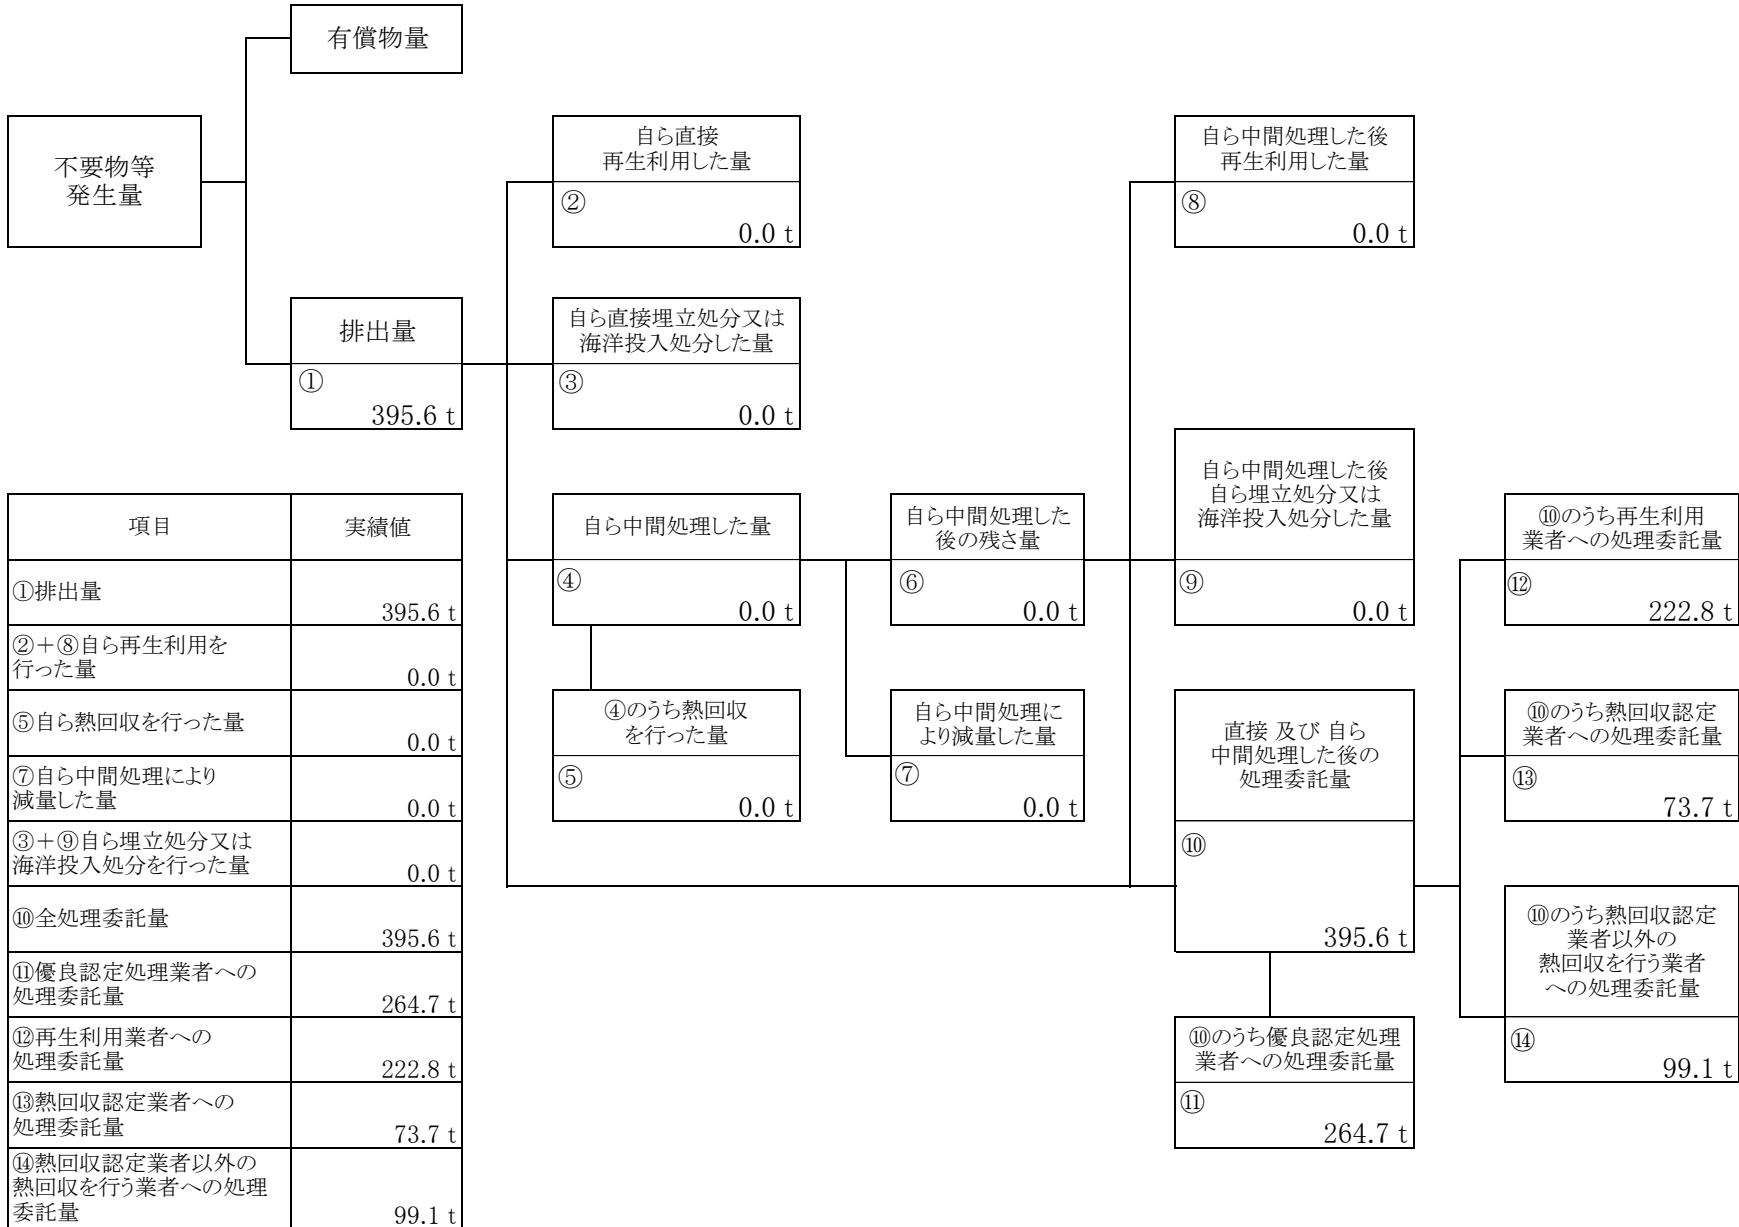 有償物量
不要物等
発生量
排出量
①
395.6 t
自ら直接
再生利用した量
②
0.0 t
自ら直接埋立処分又は
海洋投入処分した量
③
0.0 t
自ら中間処理した量
④
0.0 t
④のうち熱回収
を行った量
⑤
0.0 t
自ら中間処理した
後の残さ量
⑥
0.0 t
自ら中間処理に
より減量した量
⑦
0.0 t
自ら中間処理した後
再生利用した量
⑧
0.0 t
自ら中間処理した後
自ら埋立処分又は
海洋投入処分した量
⑨
0.0 t
直接 及び 自ら
中間処理した後の
処理委託量
⑩
395.6 t
⑩のうち優良認定処理
業者への処理委託量
⑪
264.7 t
⑩のうち再生利用
業者への処理委託量
⑫
222.8 t
⑩のうち熱回収認定
業者への処理委託量
⑬
73.7 t
⑩のうち熱回収認定
業者以外の
熱回収を行う業者
への処理委託量
⑭
99.1 t
項目 実績値
①排出量
395.6 t
②+⑧自ら再生利用を
行った量
0.0 t
⑤自ら熱回収を行った量
0.0 t
⑦自ら中間処理により
減量した量
0.0 t
③+⑨自ら埋立処分又は
海洋投入処分を行った量
0.0 t
⑩全処理委託量
395.6 t
⑪優良認定処理業者への
処理委託量
264.7 t
⑫再生利用業者への
処理委託量
222.8 t
⑬熱回収認定業者への
処理委託量
73.7 t
⑭熱回収認定業者以外の
熱回収を行う業者への処理
委託量
99.1 t